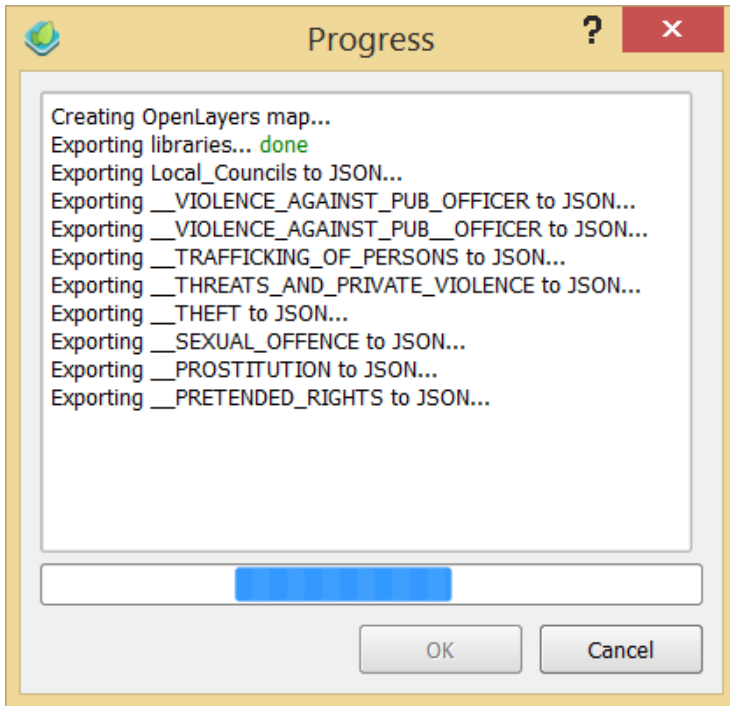 Progress
?
x
Creating OpenLayers map...
Exporting libraries... done
Exporting Local_Councils to JSON...
Exporting __VIOLENCE_AGAINST_PUB_OFFICER to JSON...
Exporting __VIOLENCE_AGAINST_PUB__OFFICER to JSON...
Exporting __TRAFFICKING_OF_PERSONS to JSON...
Exporting __THREATS_AND_PRIVATE_VIOLENCE to JSON...
Exporting __THEFT to JSON...
Exporting __SEXUAL_OFFENCE to JSON...
Exporting __PROSTITUTION to JSON...
Exporting __PRETENDED_RIGHTS to JSON...
OK
Cancel